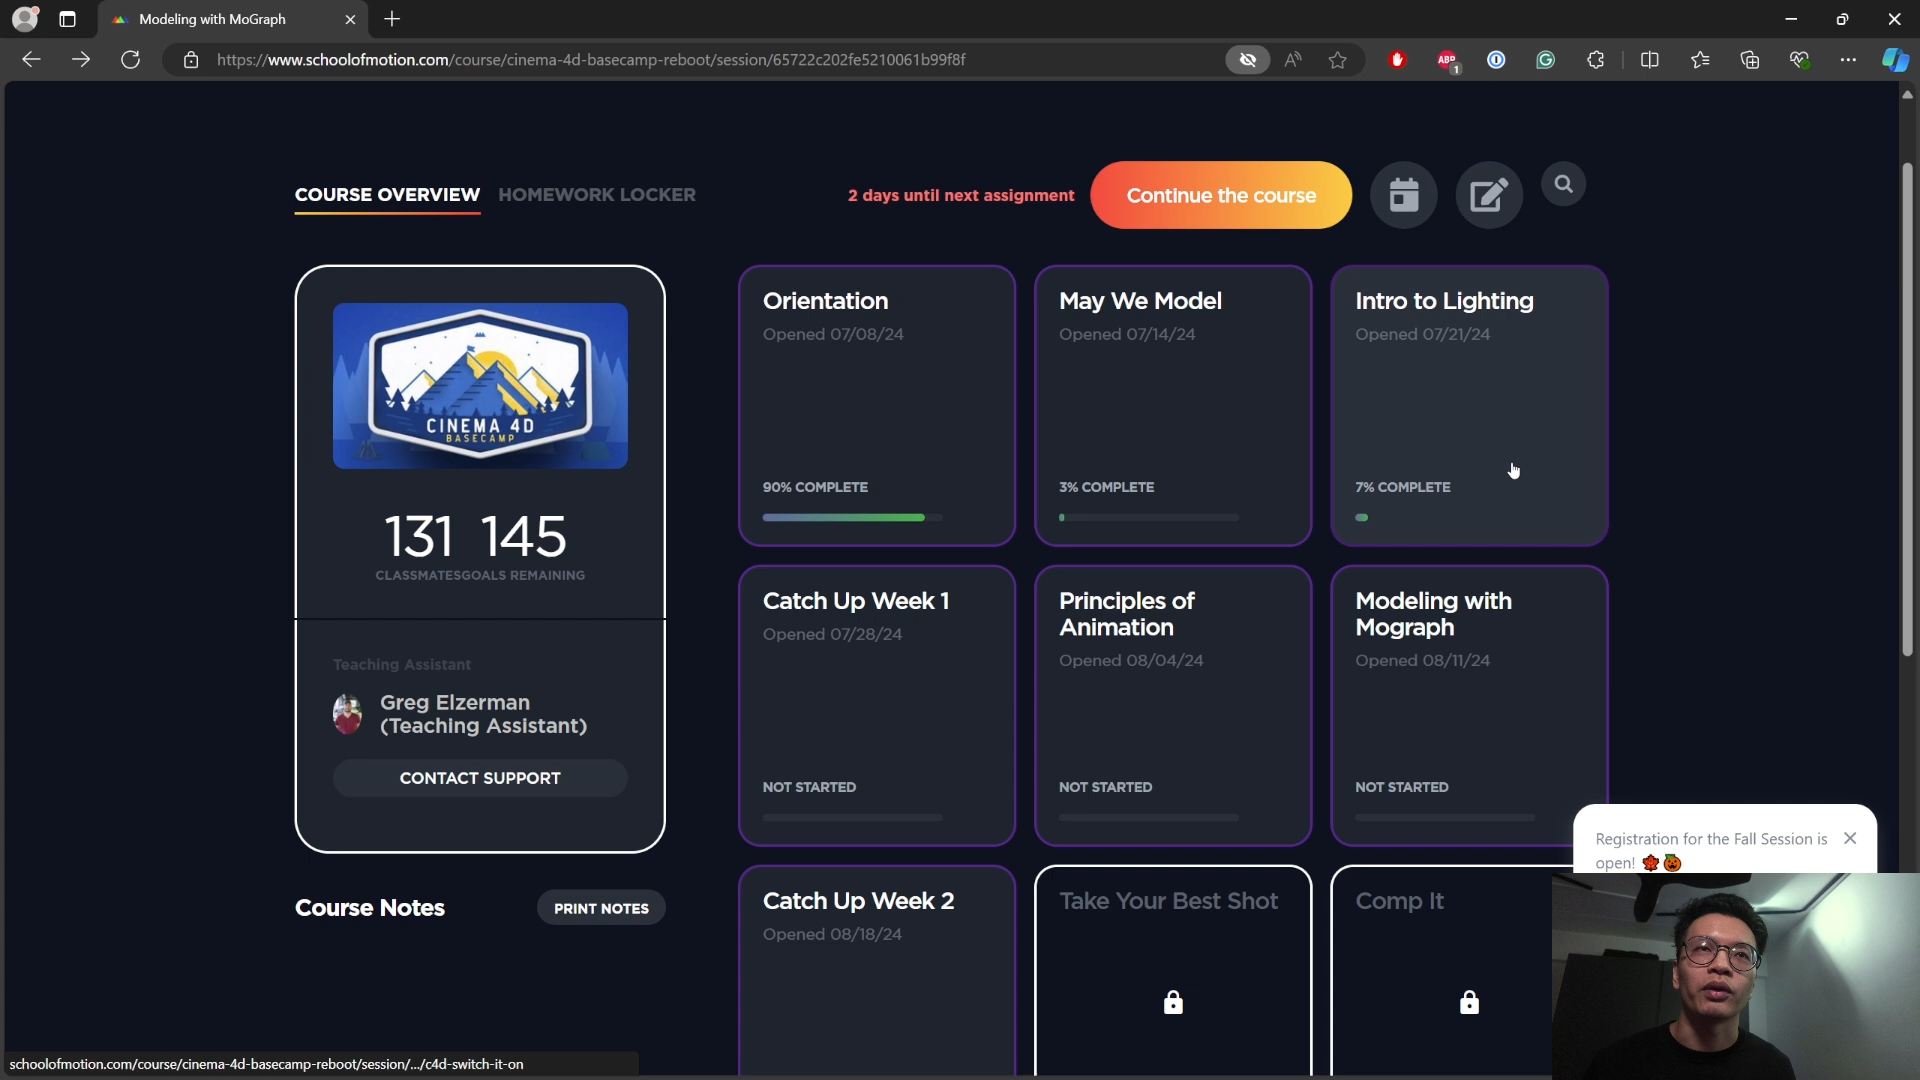 Modeling with MoGraph
https://www.schoolofmotion.com/course/cinema-4d-basecamp-reboot/session/65722c202fe5210061b99f8f
ABP
1
COURSE OVERVIEW
HOMEWORK LOCKER
2 days until next assignment
Continue the course
CINEMA 4D
BASECAMP
131 145
CLASSMATESGOALS REMAINING
Teaching Assistant
Greg Elzerman
(Teaching Assistant)
CONTACT SUPPORT
Course Notes
PRINT NOTES
Orientation
Opened 07/08/24
90% COMPLETE
May We Model
Opened 07/14/24
3% COMPLETE
Intro to Lighting
Opened 07/21/24
7% COMPLETE
Catch Up Week 1
Opened 07/28/24
NOT STARTED
Principles of
Animation
Opened 08/04/24
NOT STARTED
Modeling with
Mograph
Opened 08/11/24
NOT STARTED
Catch Up Week 2
Opened 08/18/24
Take Your Best Shot
Comp It
Registration for the Fall Session is
open! 🍁🎃
schoolofmotion.com/course/cinema-4d-basecamp-reboot/session/.../c4d-switch-it-on